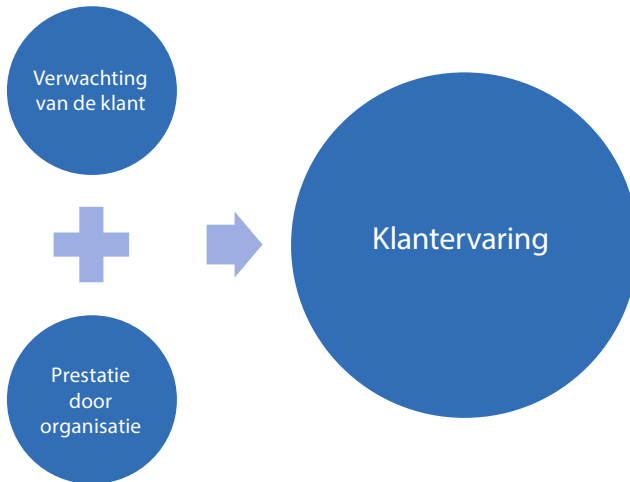 Verwachting
van de klant
Klantervaring
Prestatie
door
organisatie